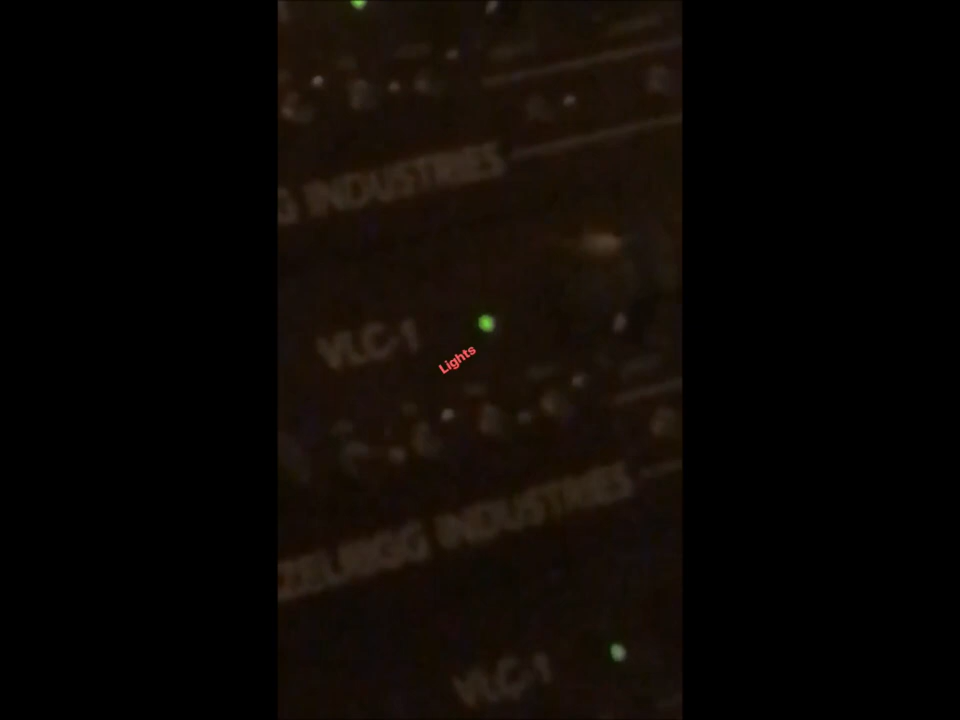 G INDUSTRIES
VLC-1
Lights
INDUSTRIES
VLC-1